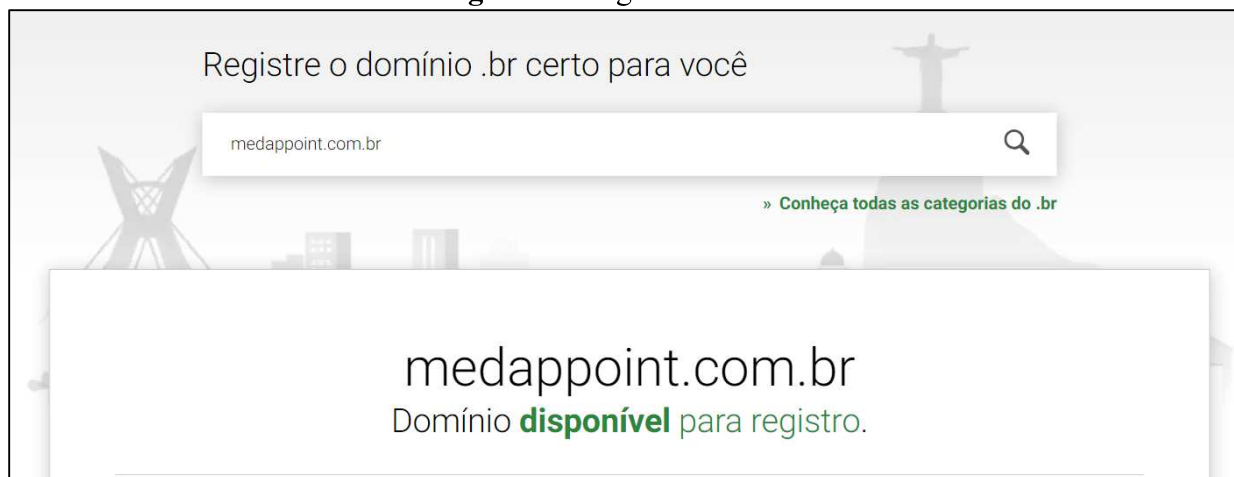 Registre o domínio .br certo para você
medappoint.com.br
» Conheça todas as categorias do .br
medappoint.com.br
Domínio disponível para registro.